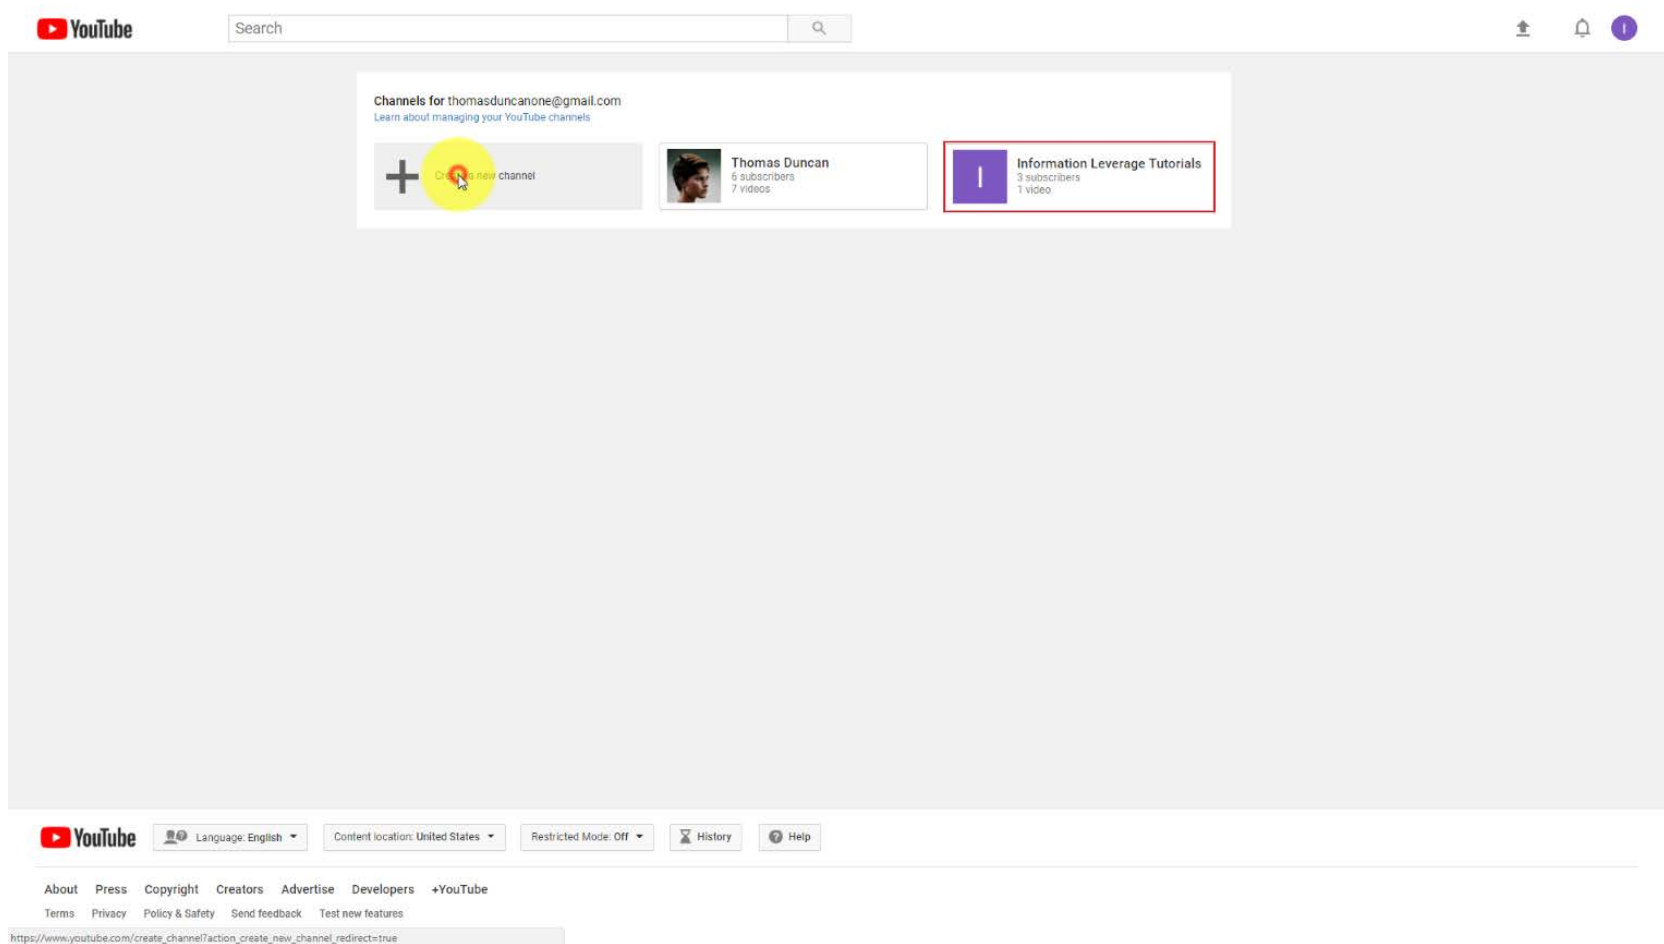 YouTube
Search
I
Channels for thomasduncanone@gmail.com
Learn about managing your YouTube channels
new channel
Thomas Duncan
6 subscribers
7 videos
I
Information Leverage Tutorials
3 subscribers
1 video
YouTube
Language: English
Content location: United States
Restricted Mode: Off
History
Help
About Press Copyright Creators Advertise Developers +YouTube
Terms Privacy Policy & Safety Send feedback Test new features
https://www.youtube.com/create_channel?action_create_new_channel_redirect=true